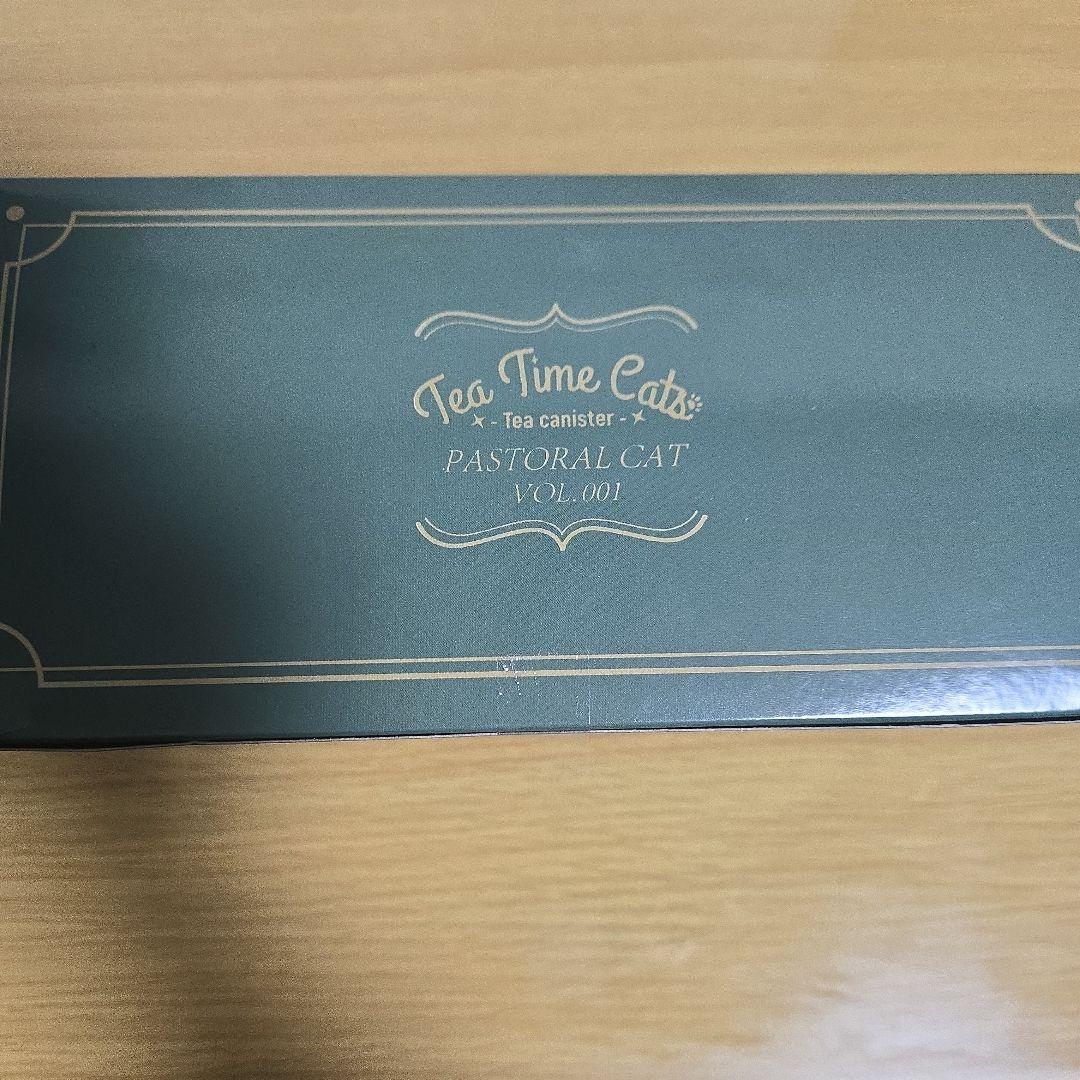 Tea Time Cats
- Tea canister -
PASTORAL CAT
VOL.001